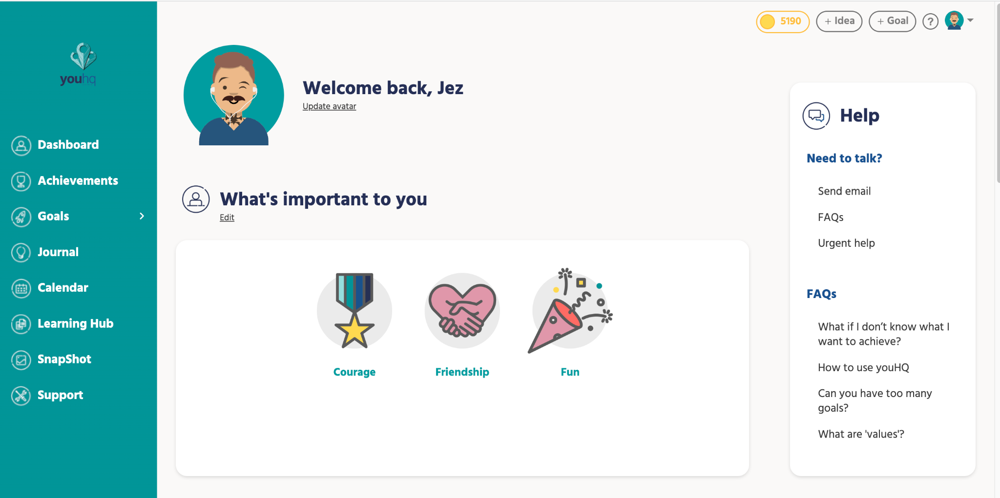 youhq
Dashboard
Achievements
Goals
Journal
Calendar
Learning Hub
SnapShot
Support
5190
+ Idea
+ Goal
?
Welcome back, Jez
Update avatar
What's important to you
Edit
Courage
Friendship
Fun
Help
Need to talk?
Send email
FAQs
Urgent help
FAQs
What if I don’t know what I
want to achieve?
How to use youHQ
Can you have too many
goals?
What are 'values'?